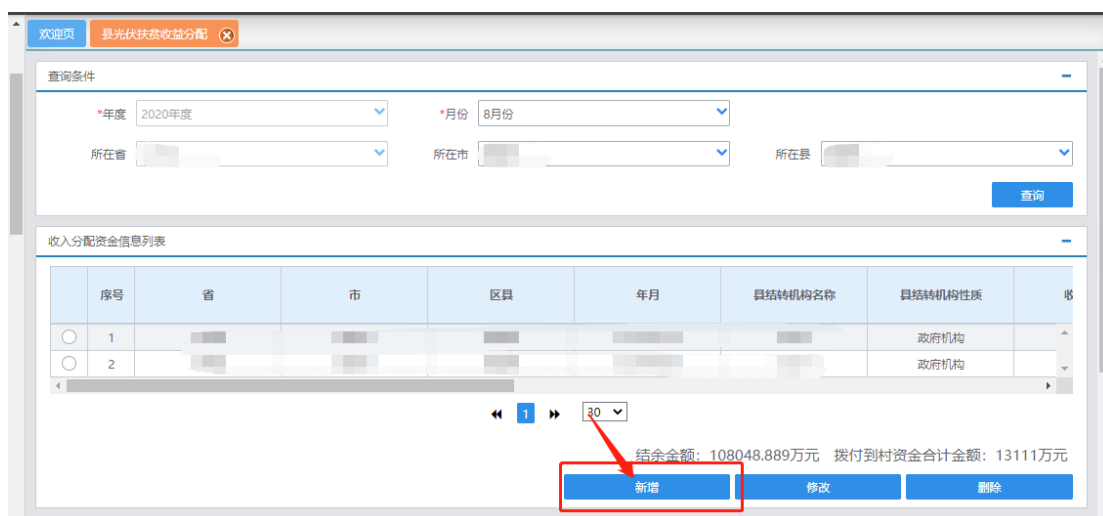 欢迎页 县光伏扶贫收益分配
查询条件
*年度 2020年度 *月份 8月份
所在省 所在市 所在县
查询
收入分配资金信息列表
序号 省 市 区县 年月 县结转机构名称 县结转机构性质
1 政府机构
2 政府机构
1 30
结余金额：108048.889万元 拨付到村资金合计金额：13111万元
新增 修改 删除